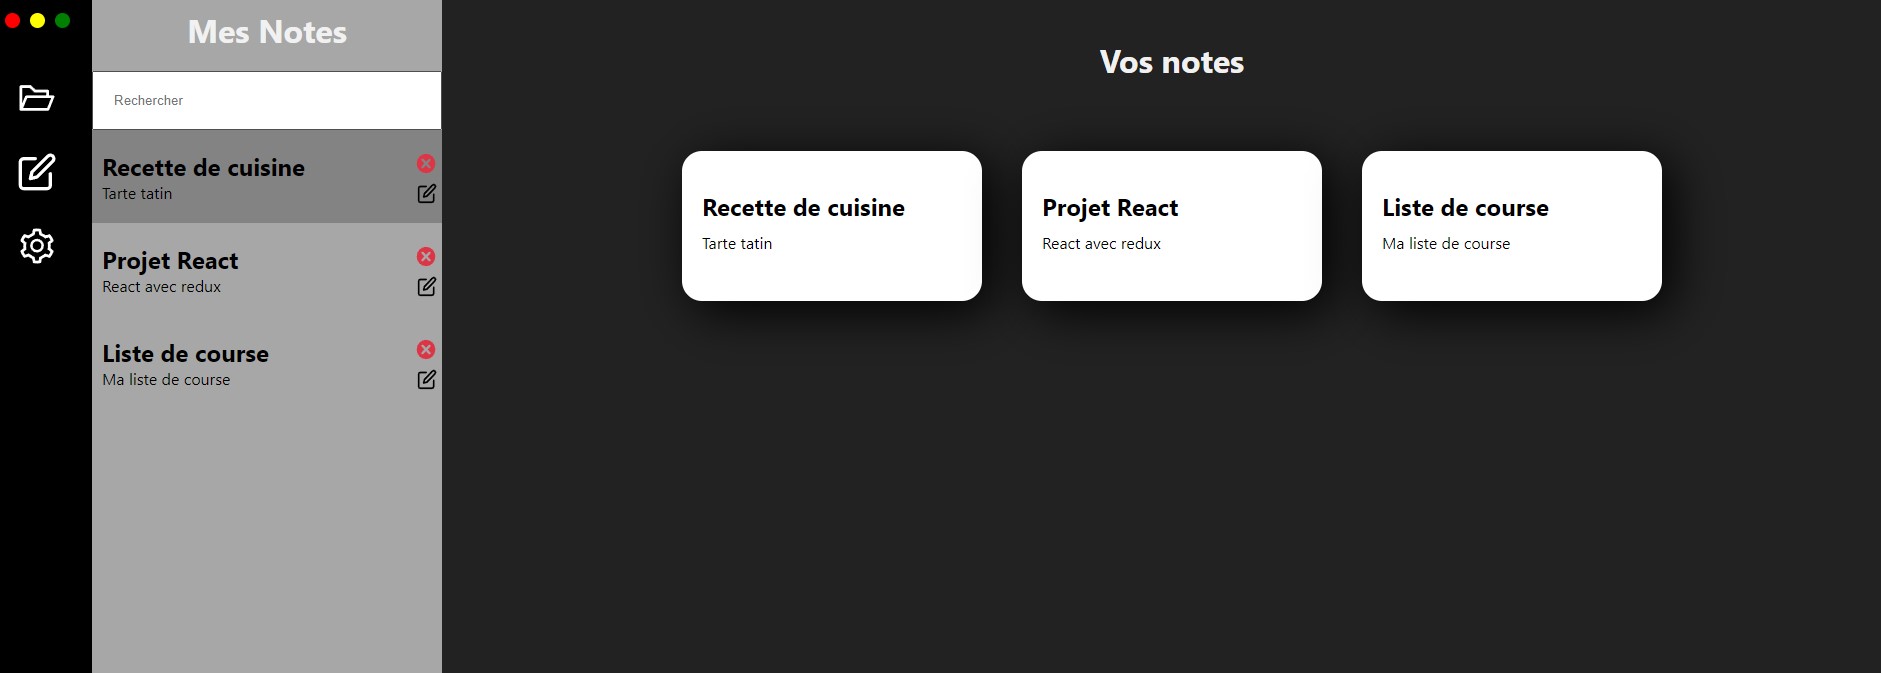 Mes Notes
Rechercher
Recette de cuisine
Tarte tatin
Projet React
React avec redux
Liste de course
Ma liste de course
Vos notes
Recette de cuisine
Tarte tatin
Projet React
React avec redux
Liste de course
Ma liste de course